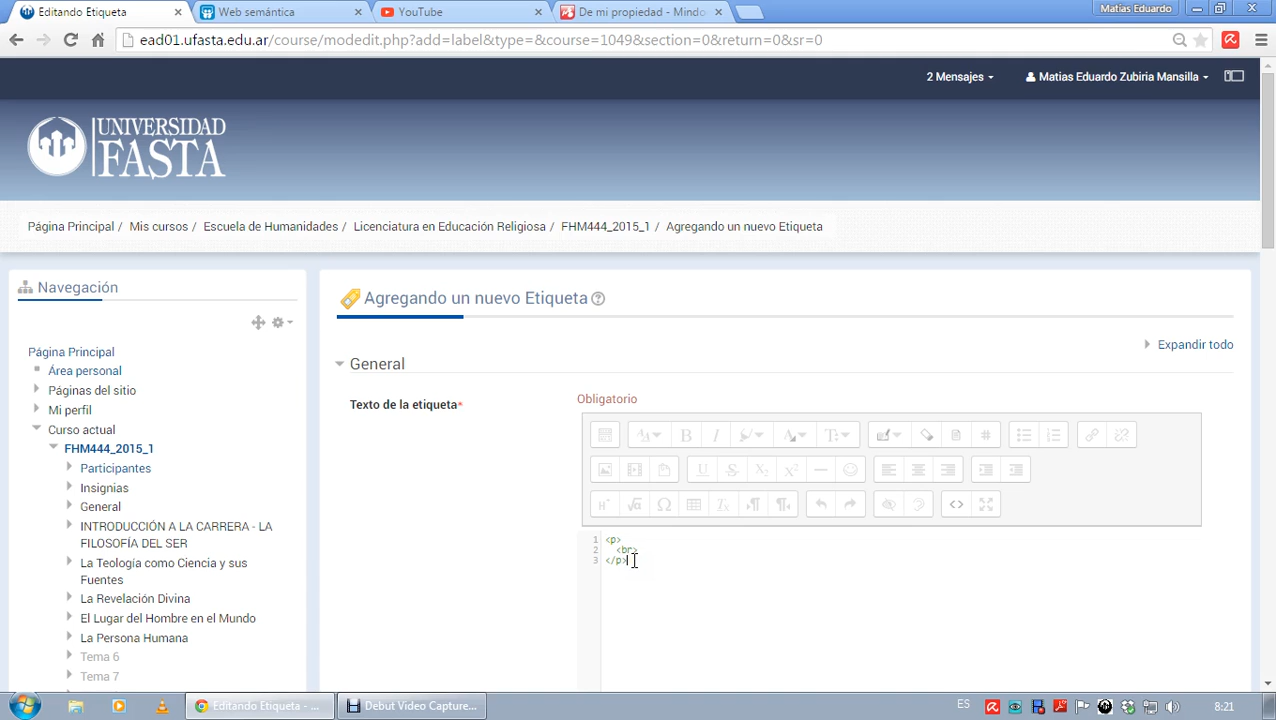 Editando Etiqueta
Web semántica
YouTube
De mi propiedad - Mindo
Matías Eduardo
ead01.ufasta.edu.ar/course/modedit.php?add=label&type=&course=1049&section=0&return=0&sr=0
2 Mensajes
Matias Eduardo Zubiria Mansilla
UNIVERSIDAD
FASTA
Página Principal / Mis cursos / Escuela de Humanidades / Licenciatura en Educación Religiosa / FHM444_2015_1 / Agregando un nuevo Etiqueta
Navegación
Página Principal
Área personal
Páginas del sitio
Mi perfil
Curso actual
FHM444_2015_1
Participantes
Insignias
General
INTRODUCCIÓN A LA CARRERA - LA
FILOSOFÍA DEL SER
La Teología como Ciencia y sus
Fuentes
La Revelación Divina
El Lugar del Hombre en el Mundo
La Persona Humana
Tema 6
Tema 7
Agregando un nuevo Etiqueta
Expandir todo
General
Texto de la etiqueta*
Obligatorio
1 <p>
2 <br>
3 </p>
Editando Etiqueta - ...
Debut Video Capture...
ES
8:21